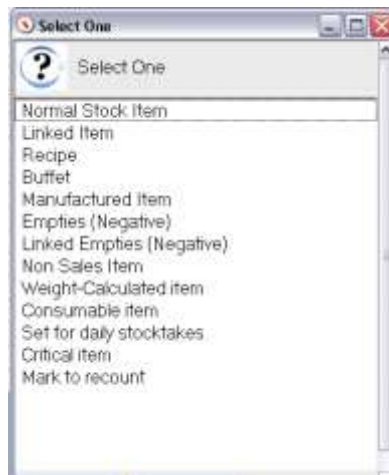 Select One
?
Select One
Normal Stock Item
Linked Item
Recipe
Buffet
Manufactured Item
Empties (Negative)
Linked Empties (Negative)
Non Sales Item
Weight-Calculated item
Consumable item
Set for daily stocktakes
Critical item
Mark to recount